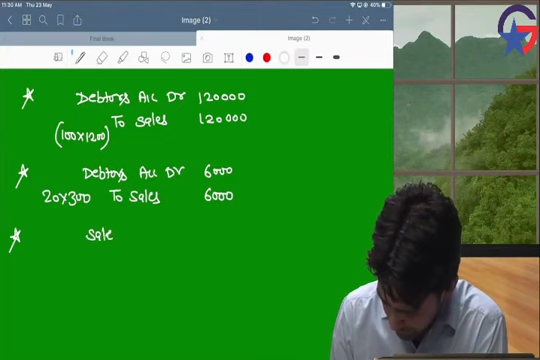 11:30 AM Thu 23 May
40%
Image (2)
Final Book
Image (2)
Debtors A/c Dr 120000
To Sales 120000
(100x1200)
Debtors A/c Dr 6000
20x300 To Sales 6000
Sale
G